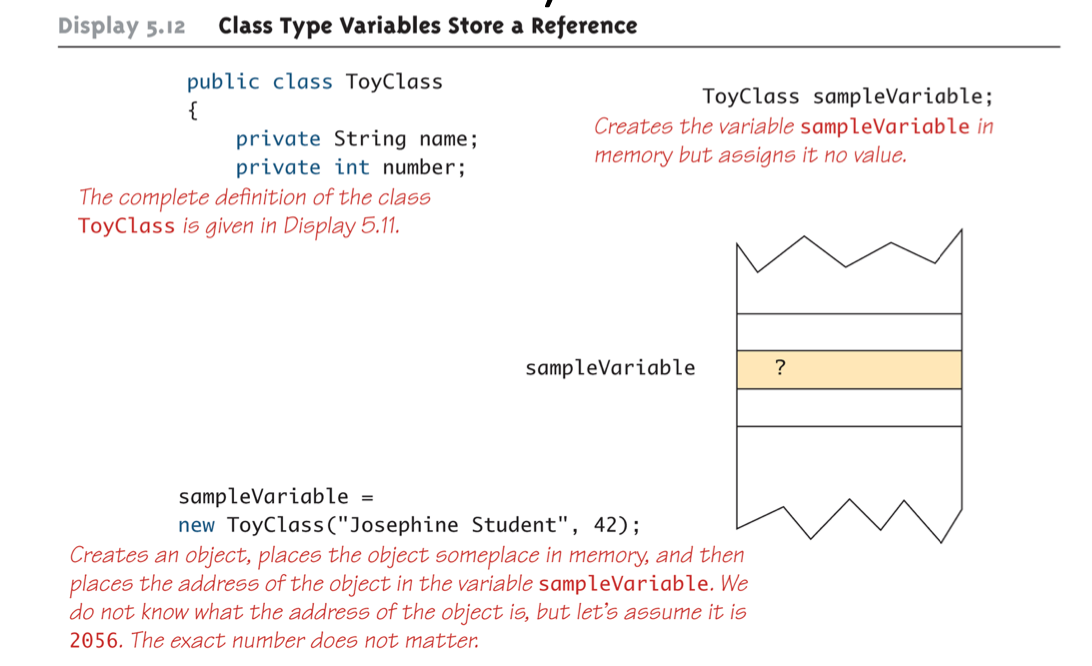 Display 5.12 Class Type Variables Store a Reference
public class ToyClass
{
private String name;
private int number;
The complete definition of the class
ToyClass is given in Display 5.11.
ToyClass sampleVariable;
Creates the variable sampleVariable in
memory but assigns it no value.
sampleVariable
?
sampleVariable =
new ToyClass("Josephine Student", 42);
Creates an object, places the object someplace in memory, and then
places the address of the object in the variable sampleVariable. We
do not know what the address of the object is, but let’s assume it is
2056. The exact number does not matter.